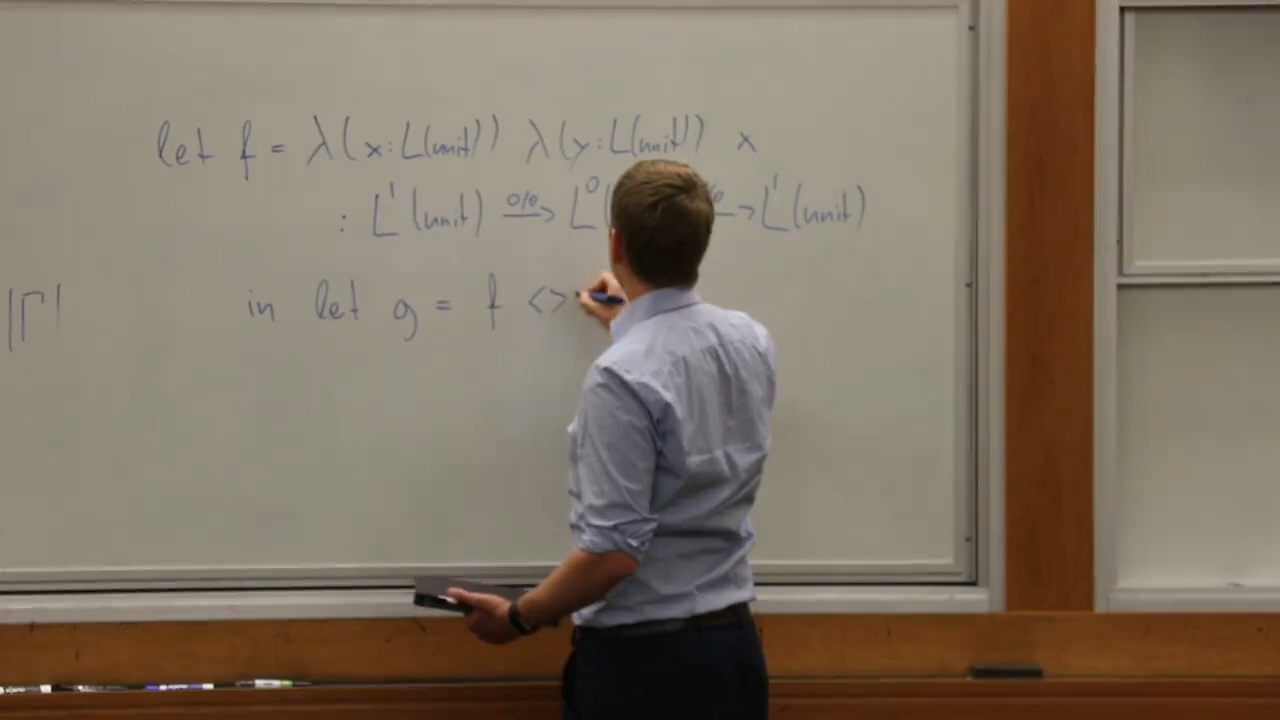 let f = λ(x:L(unit)) λ(y:L(unit)) x
: L¹(unit) 0/0→ L⁰( → L¹(unit)
|Γ| in let g = f <>